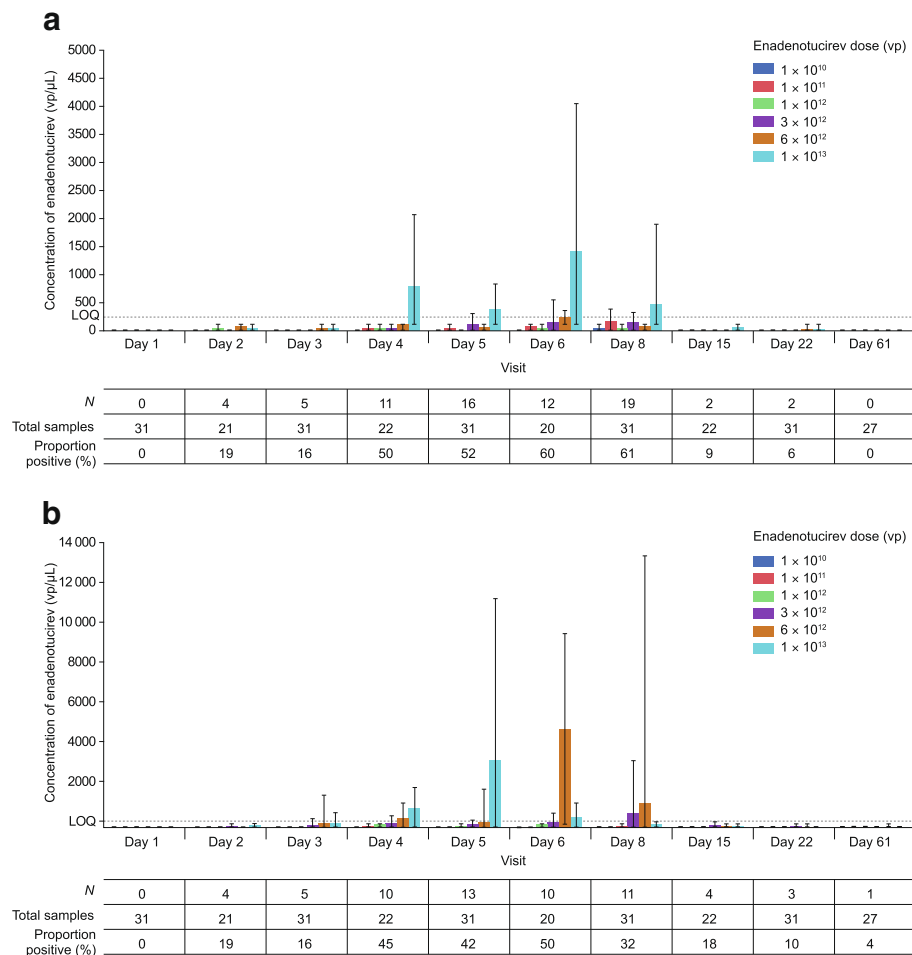 a
Enadenotucirev dose (vp)
1 × 10¹⁰
1 × 10¹¹
1 × 10¹²
3 × 10¹²
6 × 10¹²
1 × 10¹³
Concentration of enadenotucirev (vp/μL)
5000
4500
4000
3500
3000
2500
2000
1500
1000
500
LOQ
0
Day 1 Day 2 Day 3 Day 4 Day 5 Day 6 Day 8 Day 15 Day 22 Day 61
Visit
N 0 4 5 11 16 12 19 2 2 0
Total samples 31 21 31 22 31 20 31 22 31 27
Proportion
positive (%) 0 19 16 50 52 60 61 9 6 0
b
Enadenotucirev dose (vp)
1 × 10¹⁰
1 × 10¹¹
1 × 10¹²
3 × 10¹²
6 × 10¹²
1 × 10¹³
Concentration of enadenotucirev (vp/μL)
14 000
12 000
10 000
8000
6000
4000
2000
LOQ
Day 1 Day 2 Day 3 Day 4 Day 5 Day 6 Day 8 Day 15 Day 22 Day 61
Visit
N 0 4 5 10 13 10 11 4 3 1
Total samples 31 21 31 22 31 20 31 22 31 27
Proportion
positive (%) 0 19 16 45 42 50 32 18 10 4